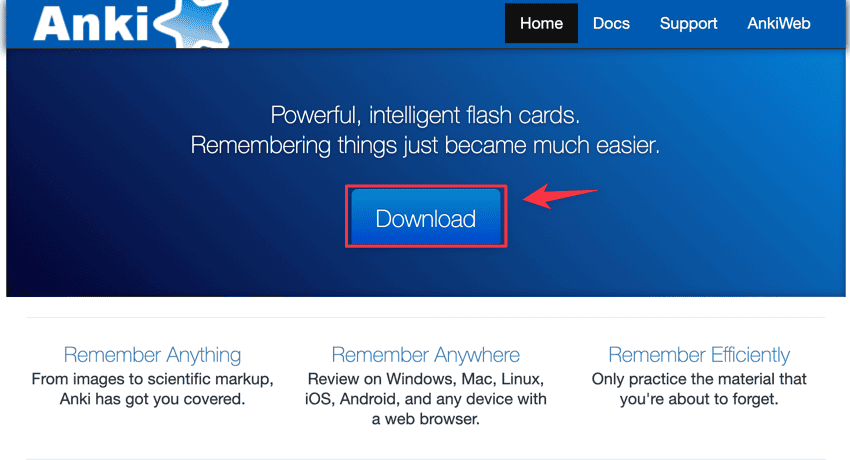 Anki
Home Docs Support AnkiWeb
Powerful, intelligent flash cards.
Remembering things just became much easier.
Download
Remember Anything
From images to scientific markup,
Anki has got you covered.
Remember Anywhere
Review on Windows, Mac, Linux,
iOS, Android, and any device with
a web browser.
Remember Efficiently
Only practice the material that
you're about to forget.